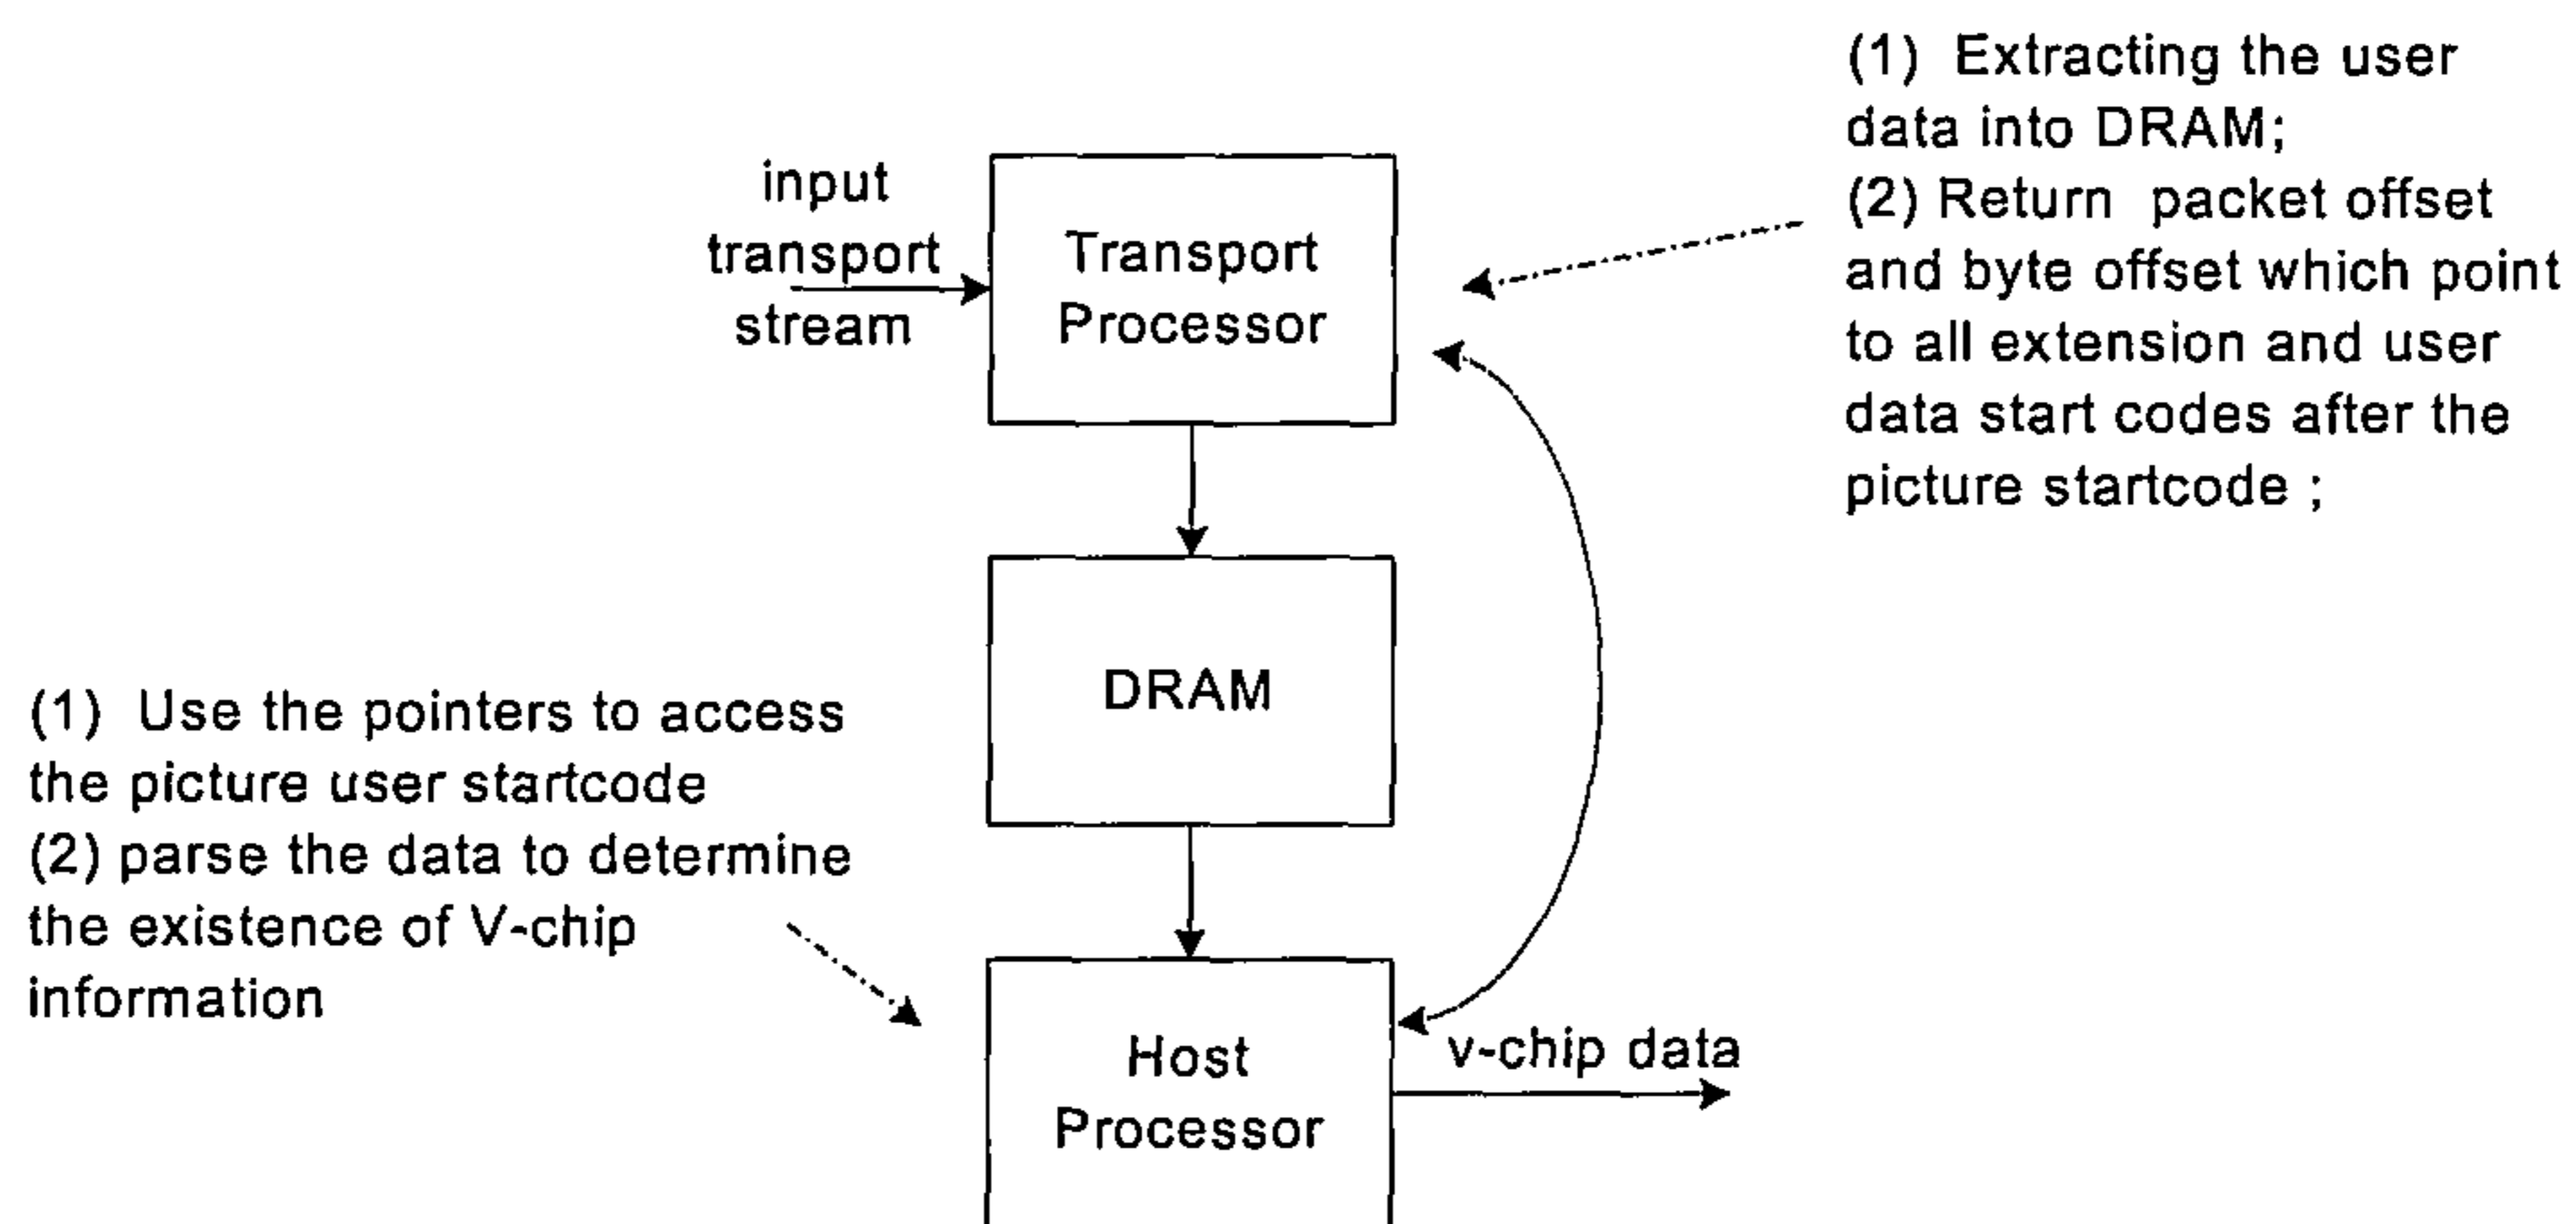 (1) Extracting the user
data into DRAM;
(2) Return packet offset
and byte offset which point
to all extension and user
data start codes after the
picture startcode ;
input
transport
stream
Transport
Processor
DRAM
(1) Use the pointers to access
the picture user startcode
(2) parse the data to determine
the existence of V-chip
information
Host
Processor
v-chip data